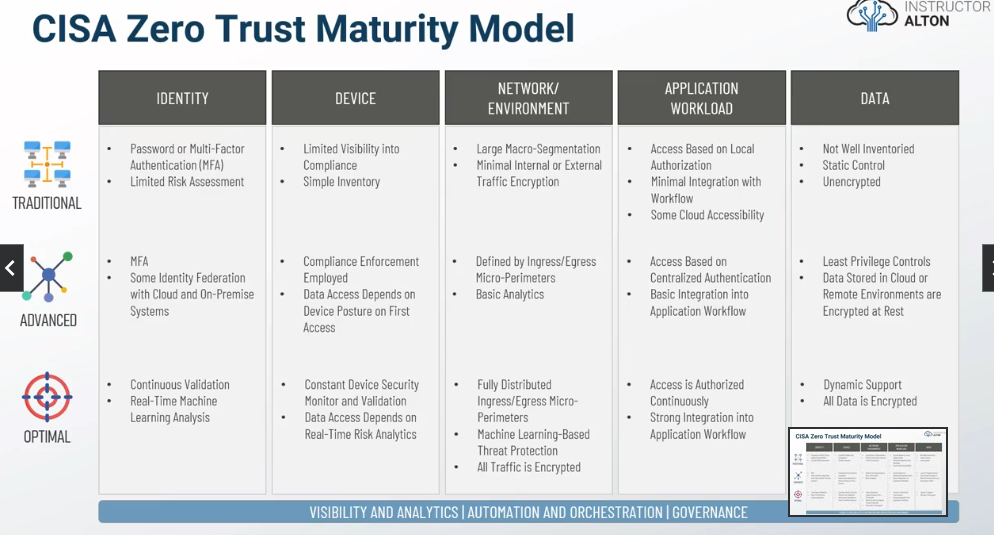 CISA Zero Trust Maturity Model
INSTRUCTOR
ALTON
IDENTITY
DEVICE
NETWORK/
ENVIRONMENT
APPLICATION
WORKLOAD
DATA
TRADITIONAL
• Password or Multi-Factor
Authentication (MFA)
• Limited Risk Assessment
• Limited Visibility into
Compliance
• Simple Inventory
• Large Macro-Segmentation
• Minimal Internal or External
Traffic Encryption
• Access Based on Local
Authorization
• Minimal Integration with
Workflow
• Some Cloud Accessibility
• Not Well Inventoried
• Static Control
• Unencrypted
ADVANCED
• MFA
• Some Identity Federation
with Cloud and On-Premise
Systems
• Compliance Enforcement
Employed
• Data Access Depends on
Device Posture on First
Access
• Defined by Ingress/Egress
Micro-Perimeters
• Basic Analytics
• Access Based on
Centralized Authentication
• Basic Integration into
Application Workflow
• Least Privilege Controls
• Data Stored in Cloud or
Remote Environments are
Encrypted at Rest
OPTIMAL
• Continuous Validation
• Real-Time Machine
Learning Analysis
• Constant Device Security
Monitor and Validation
• Data Access Depends on
Real-Time Risk Analytics
• Fully Distributed
Ingress/Egress Micro-
Perimeters
• Machine Learning-Based
Threat Protection
• All Traffic is Encrypted
• Access is Authorized
Continuously
• Strong Integration into
Application Workflow
• Dynamic Support
• All Data is Encrypted
CISA Zero Trust Maturity Model
VISIBILITY AND ANALYTICS | AUTOMATION AND ORCHESTRATION | GOVERNANCE